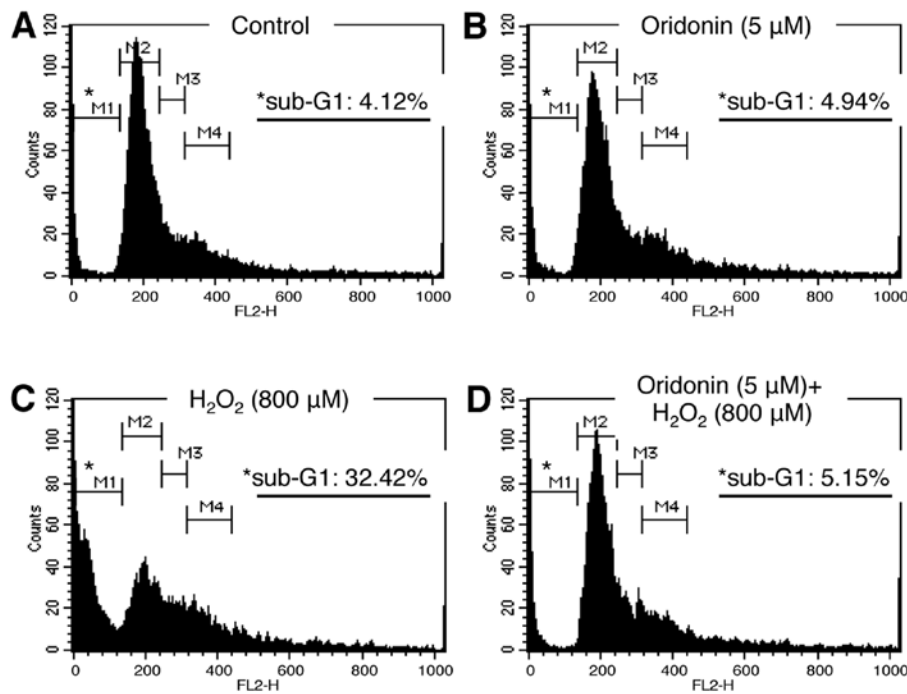 A
Control
120
100
80
60
40
20
0
Counts
M2
M3
*
M1
M4
*sub-G1: 4.12%
0 200 400 600 800 1000
FL2-H
B
Oridonin (5 µM)
120
100
80
60
40
20
0
Counts
M2
M3
*
M1
M4
*sub-G1: 4.94%
0 200 400 600 800 1000
FL2-H
C
H₂O₂ (800 µM)
120
100
80
60
40
20
0
Counts
M2
M3
*
M1
M4
*sub-G1: 32.42%
0 200 400 600 800 1000
FL2-H
D
Oridonin (5 µM)+
H₂O₂ (800 µM)
120
100
80
60
40
20
0
Counts
M2
M3
*
M1
M4
*sub-G1: 5.15%
0 200 400 600 800 1000
FL2-H